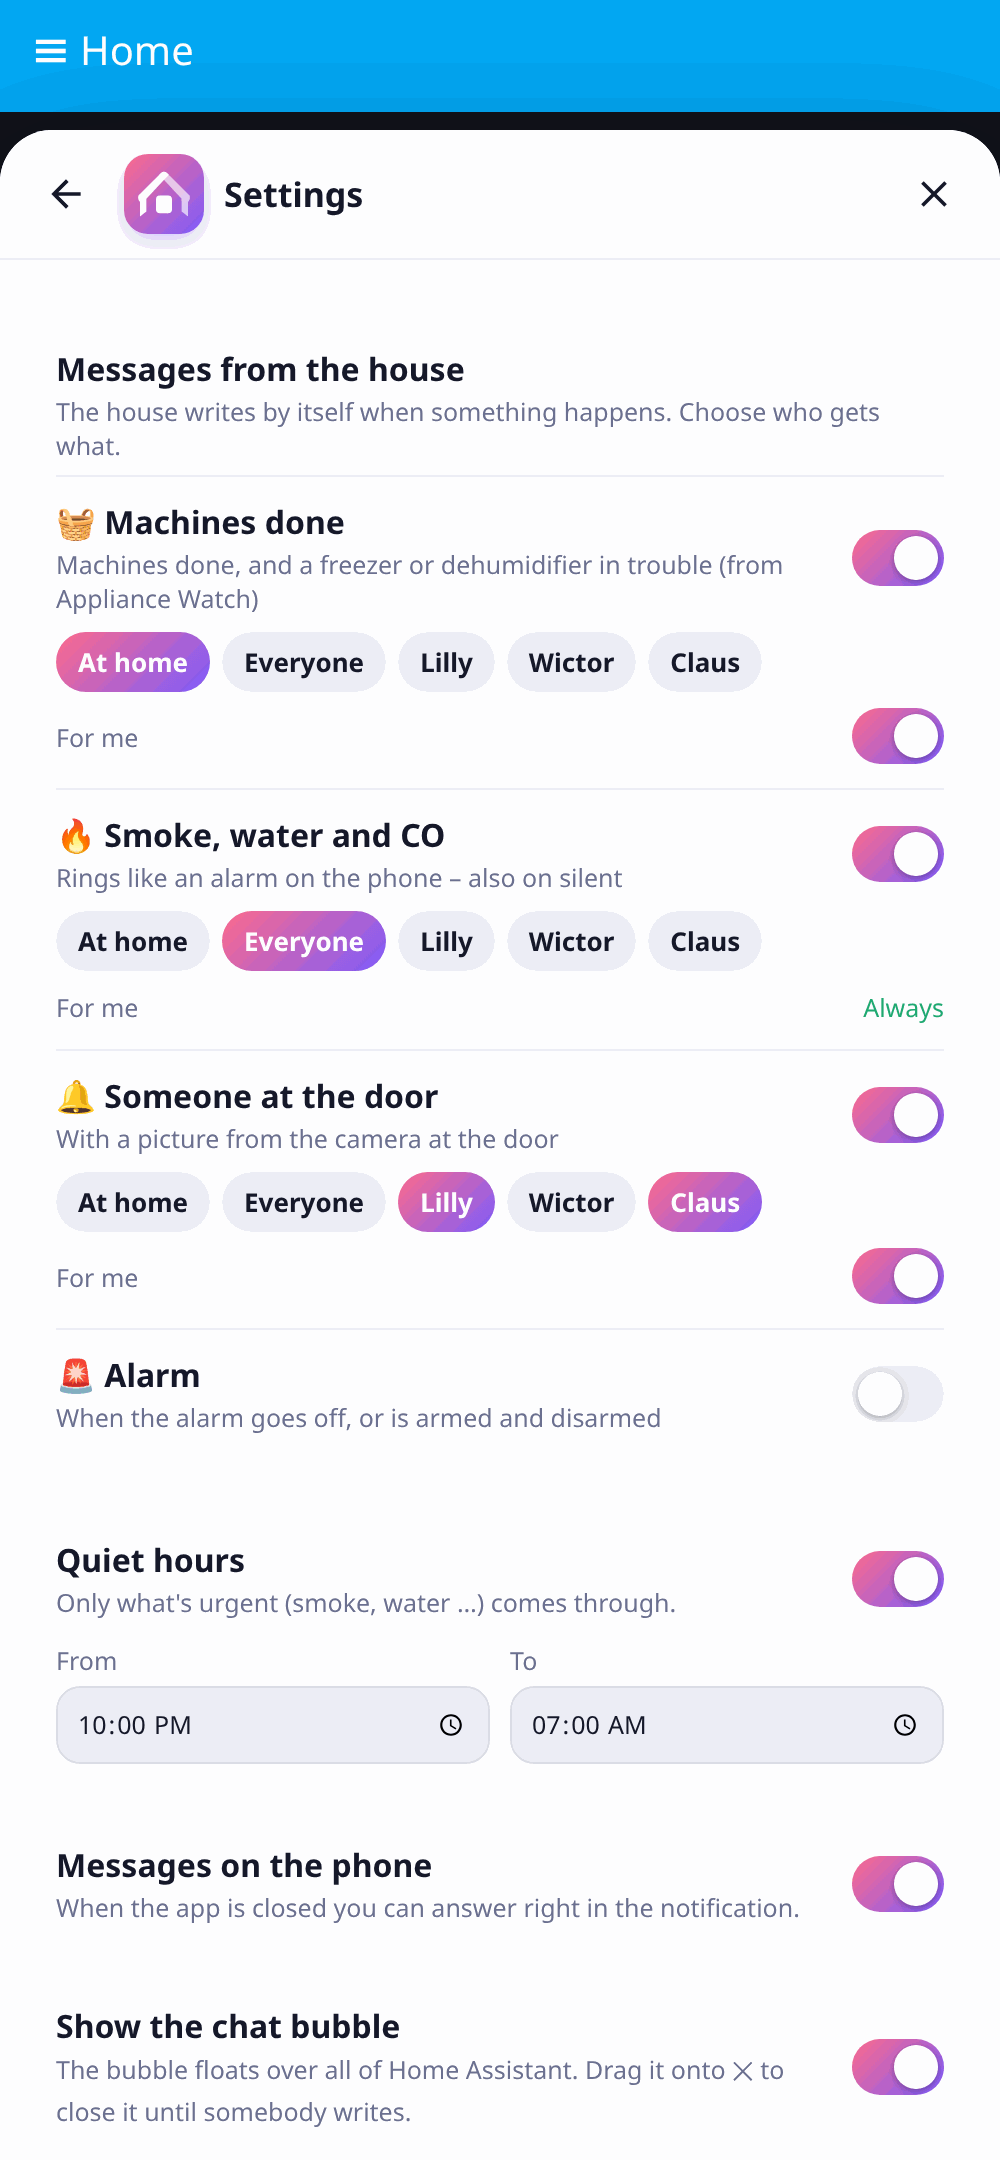 Home
Settings
Messages from the house
The house writes by itself when something happens. Choose who gets
what.
🧺 Machines done
Machines done, and a freezer or dehumidifier in trouble (from
Appliance Watch)
At home Everyone Lilly Wictor Claus
For me
🔥 Smoke, water and CO
Rings like an alarm on the phone – also on silent
At home Everyone Lilly Wictor Claus
For me Always
🔔 Someone at the door
With a picture from the camera at the door
At home Everyone Lilly Wictor Claus
For me
🚨 Alarm
When the alarm goes off, or is armed and disarmed
Quiet hours
Only what's urgent (smoke, water ...) comes through.
From To
10:00 PM 07:00 AM
Messages on the phone
When the app is closed you can answer right in the notification.
Show the chat bubble
The bubble floats over all of Home Assistant. Drag it onto ✕ to
close it until somebody writes.